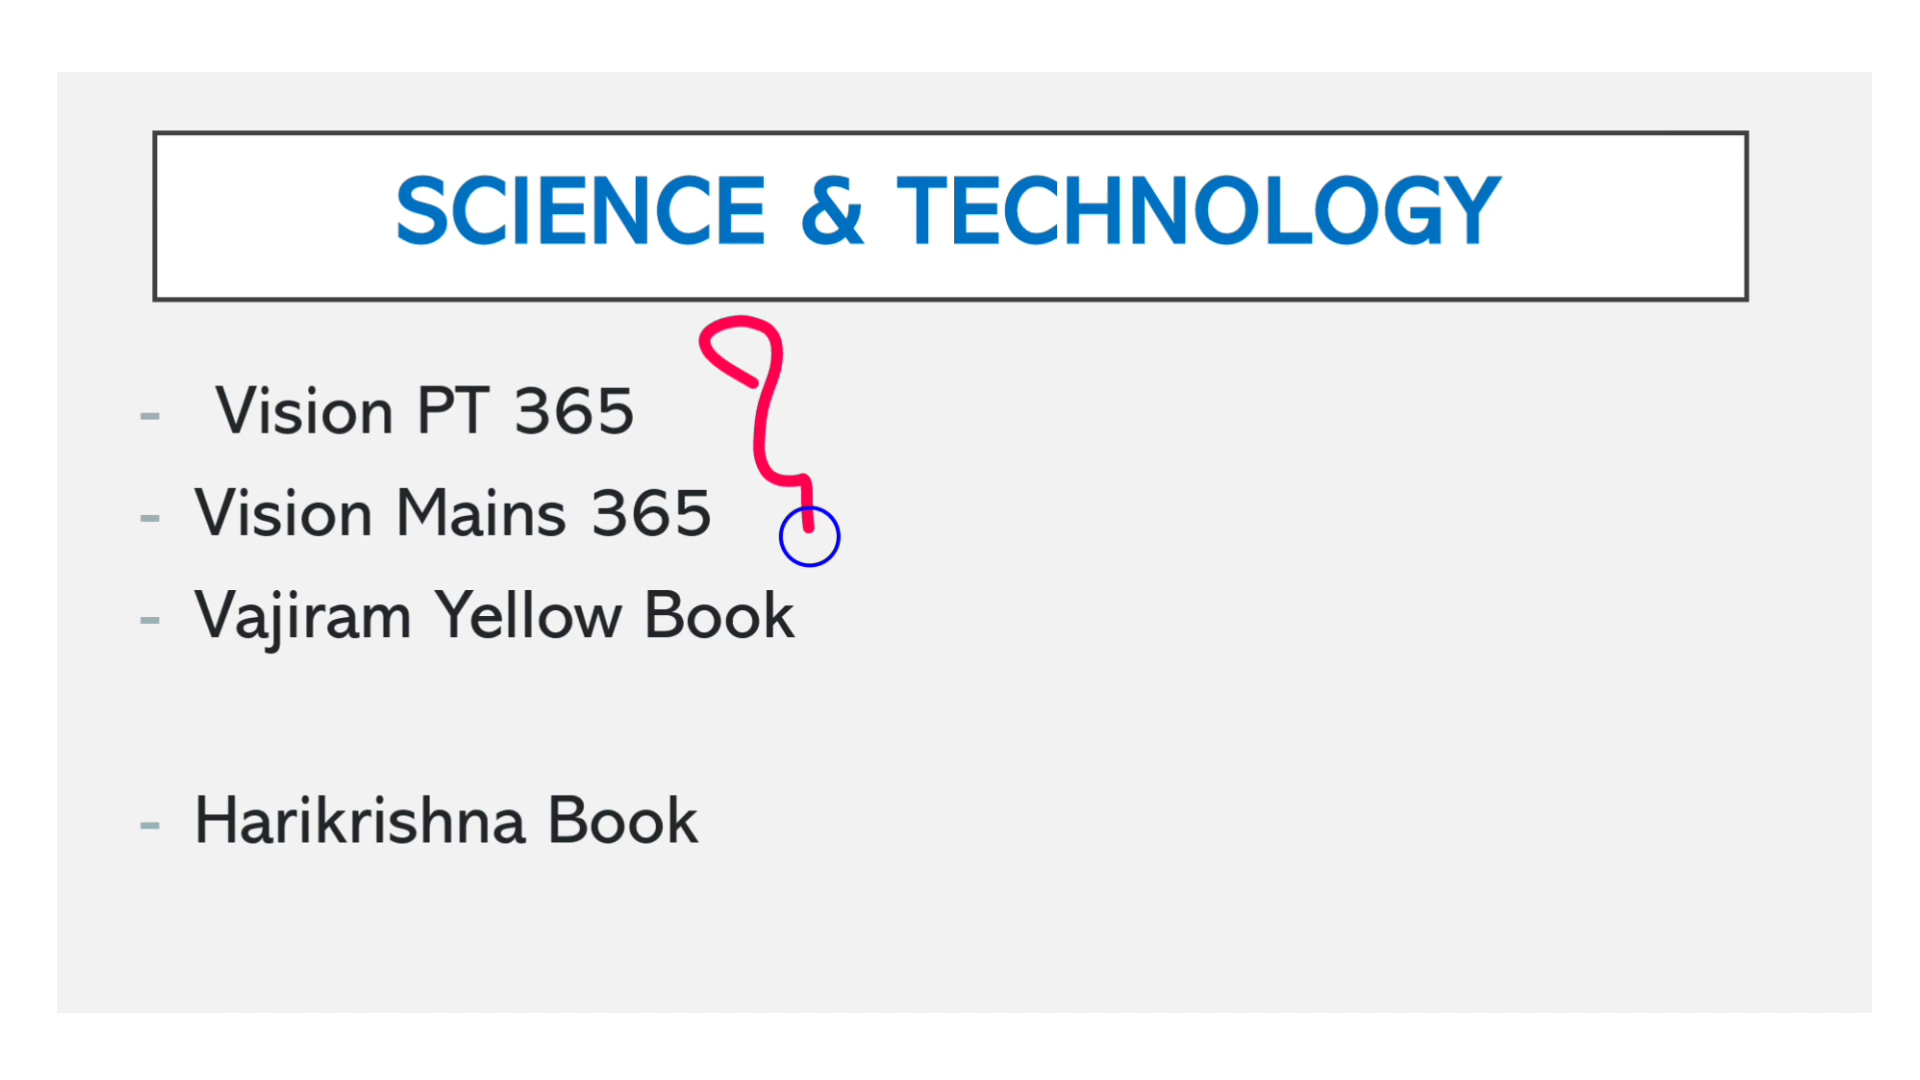 SCIENCE & TECHNOLOGY
- Vision PT 365
- Vision Mains 365
- Vajiram Yellow Book
- Harikrishna Book